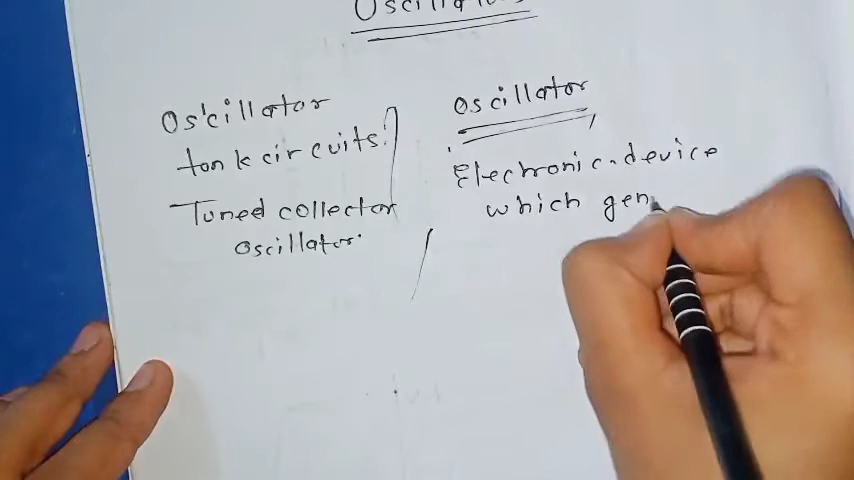 Oscillator
Oscillator
tank circuits
Tuned collector
oscillator
Oscillator
Electronic device
which gen